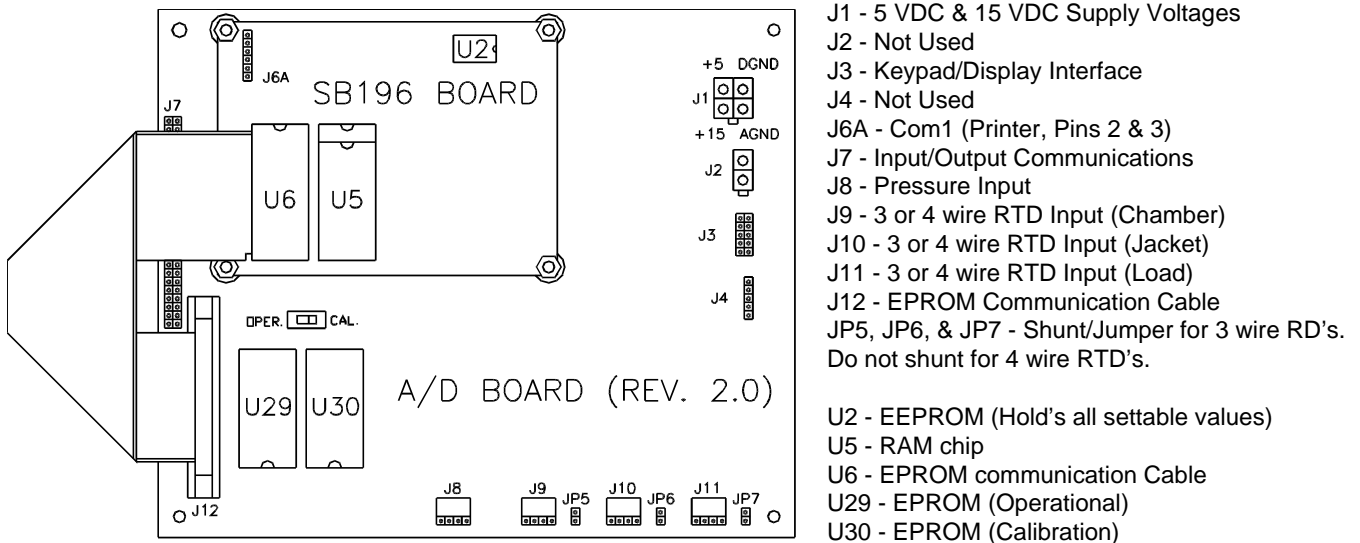 U2
J6A
SB196 BOARD
+5 DGND
J1
+15 AGND
J7
J2
U6
U5
J3
J4
OPER.
CAL.
U29
U30
A/D BOARD (REV. 2.0)
J12
J8
J9
JP5
J10
JP6
J11
JP7
J1 - 5 VDC & 15 VDC Supply Voltages
J2 - Not Used
J3 - Keypad/Display Interface
J4 - Not Used
J6A - Com1 (Printer, Pins 2 & 3)
J7 - Input/Output Communications
J8 - Pressure Input
J9 - 3 or 4 wire RTD Input (Chamber)
J10 - 3 or 4 wire RTD Input (Jacket)
J11 - 3 or 4 wire RTD Input (Load)
J12 - EPROM Communication Cable
JP5, JP6, & JP7 - Shunt/Jumper for 3 wire RD's.
Do not shunt for 4 wire RTD's.
U2 - EEPROM (Hold's all settable values)
U5 - RAM chip
U6 - EPROM communication Cable
U29 - EPROM (Operational)
U30 - EPROM (Calibration)